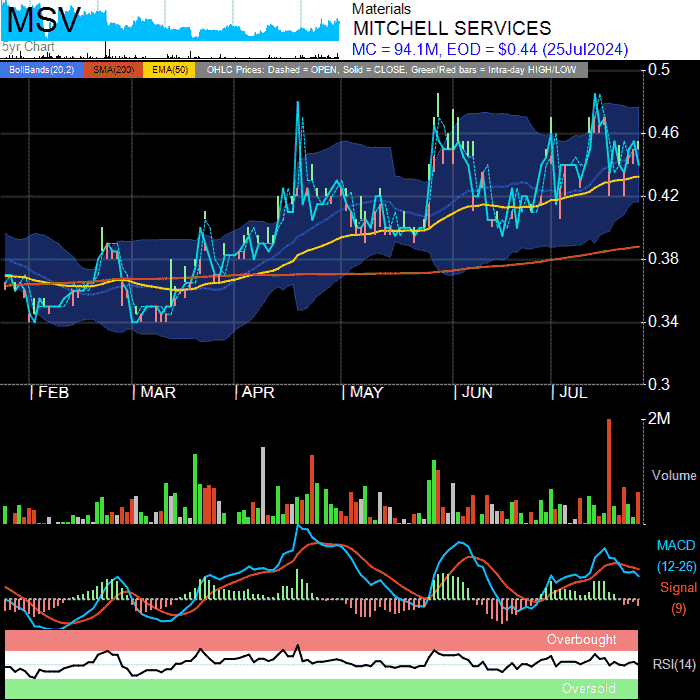 MSV
5yr Chart
Materials
MITCHELL SERVICES
MC = 94.1M, EOD = $0.44 (25Jul2024)
BollBands(20,2) SMA(200) EMA(50) OHLC Prices: Dashed = OPEN, Solid = CLOSE, Green/Red bars = Intra-day HIGH/LOW
0.5
0.46
0.42
0.38
0.34
0.3
FEB MAR APR MAY JUN JUL
2M
Volume
MACD
(12-26)
Signal
(9)
Overbought
RSI(14)
Oversold